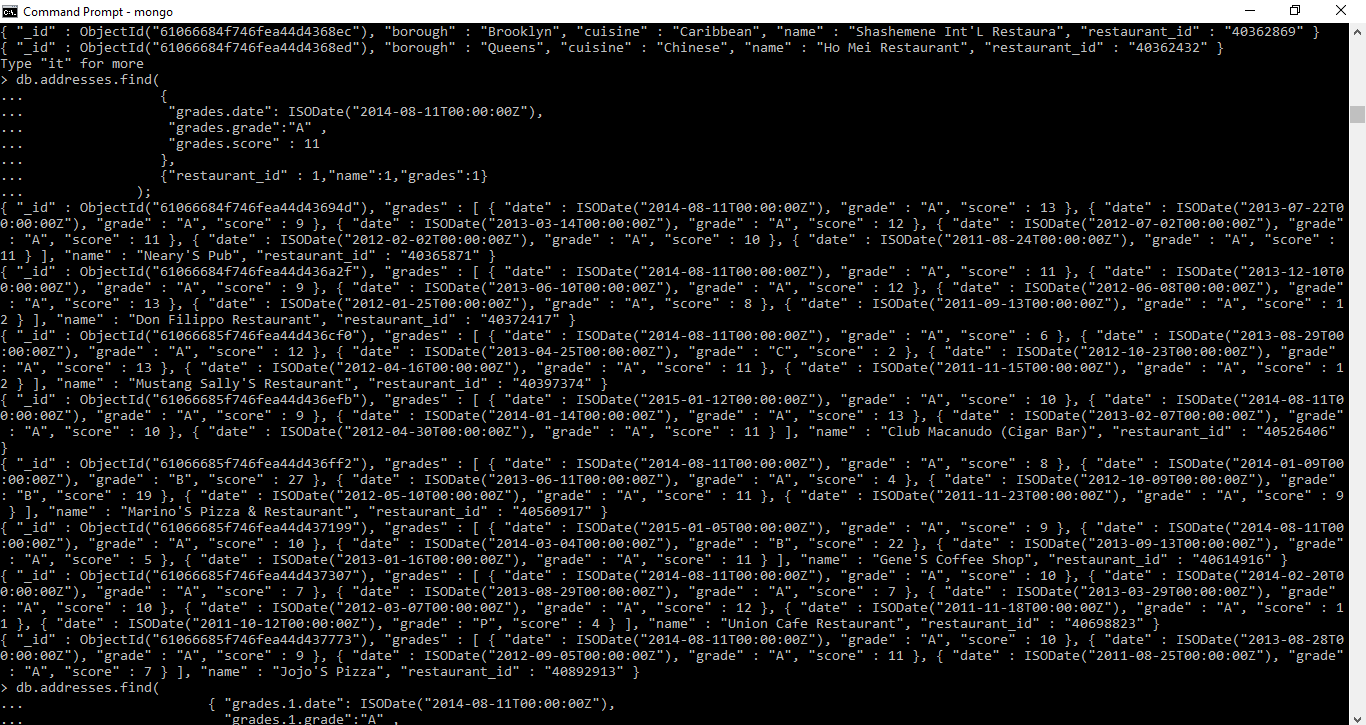 Command Prompt - mongo
{ "_id" : ObjectId("61066684f746fea44d4368ec"), "borough" : "Brooklyn", "cuisine" : "Caribbean", "name" : "Shashemene Int'L Restaura", "restaurant_id" : "40362869" }
{ "_id" : ObjectId("61066684f746fea44d4368ed"), "borough" : "Queens", "cuisine" : "Chinese", "name" : "Ho Mei Restaurant", "restaurant_id" : "40362432" }
Type "it" for more
> db.addresses.find(
...                 {
...                  "grades.date": ISODate("2014-08-11T00:00:00Z"),
...                  "grades.grade":"A" ,
...                  "grades.score" : 11
...                 },
...                 {"restaurant_id" : 1,"name":1,"grades":1}
...              );
{ "_id" : ObjectId("61066684f746fea44d43694d"), "grades" : [ { "date" : ISODate("2014-08-11T00:00:00Z"), "grade" : "A", "score" : 13 }, { "date" : ISODate("2013-07-22T0
0:00:00Z"), "grade" : "A", "score" : 9 }, { "date" : ISODate("2013-03-14T00:00:00Z"), "grade" : "A", "score" : 12 }, { "date" : ISODate("2012-07-02T00:00:00Z"), "grade"
 : "A", "score" : 11 }, { "date" : ISODate("2012-02-02T00:00:00Z"), "grade" : "A", "score" : 10 }, { "date" : ISODate("2011-08-24T00:00:00Z"), "grade" : "A", "score" :
11 } ], "name" : "Neary'S Pub", "restaurant_id" : "40365871" }
{ "_id" : ObjectId("61066684f746fea44d436a2f"), "grades" : [ { "date" : ISODate("2014-08-11T00:00:00Z"), "grade" : "A", "score" : 11 }, { "date" : ISODate("2013-12-10T0
0:00:00Z"), "grade" : "A", "score" : 9 }, { "date" : ISODate("2013-06-10T00:00:00Z"), "grade" : "A", "score" : 12 }, { "date" : ISODate("2012-06-08T00:00:00Z"), "grade"
 : "A", "score" : 13 }, { "date" : ISODate("2012-01-25T00:00:00Z"), "grade" : "A", "score" : 8 }, { "date" : ISODate("2011-09-13T00:00:00Z"), "grade" : "A", "score" : 1
2 } ], "name" : "Don Filippo Restaurant", "restaurant_id" : "40372417" }
{ "_id" : ObjectId("61066685f746fea44d436cf0"), "grades" : [ { "date" : ISODate("2014-08-11T00:00:00Z"), "grade" : "A", "score" : 6 }, { "date" : ISODate("2013-08-29T00
:00:00Z"), "grade" : "A", "score" : 12 }, { "date" : ISODate("2013-04-25T00:00:00Z"), "grade" : "C", "score" : 2 }, { "date" : ISODate("2012-10-23T00:00:00Z"), "grade"
: "A", "score" : 13 }, { "date" : ISODate("2012-04-16T00:00:00Z"), "grade" : "A", "score" : 11 }, { "date" : ISODate("2011-11-15T00:00:00Z"), "grade" : "A", "score" : 1
2 } ], "name" : "Mustang Sally'S Restaurant", "restaurant_id" : "40397374" }
{ "_id" : ObjectId("61066685f746fea44d436efb"), "grades" : [ { "date" : ISODate("2015-01-12T00:00:00Z"), "grade" : "A", "score" : 10 }, { "date" : ISODate("2014-08-11T0
0:00:00Z"), "grade" : "A", "score" : 9 }, { "date" : ISODate("2014-01-14T00:00:00Z"), "grade" : "A", "score" : 13 }, { "date" : ISODate("2013-02-07T00:00:00Z"), "grade"
 : "A", "score" : 10 }, { "date" : ISODate("2012-04-30T00:00:00Z"), "grade" : "A", "score" : 11 } ], "name" : "Club Macanudo (Cigar Bar)", "restaurant_id" : "40526406"
}
{ "_id" : ObjectId("61066685f746fea44d436ff2"), "grades" : [ { "date" : ISODate("2014-08-11T00:00:00Z"), "grade" : "A", "score" : 8 }, { "date" : ISODate("2014-01-09T00
:00:00Z"), "grade" : "B", "score" : 27 }, { "date" : ISODate("2013-06-11T00:00:00Z"), "grade" : "A", "score" : 4 }, { "date" : ISODate("2012-10-09T00:00:00Z"), "grade"
: "B", "score" : 19 }, { "date" : ISODate("2012-05-10T00:00:00Z"), "grade" : "A", "score" : 11 }, { "date" : ISODate("2011-11-23T00:00:00Z"), "grade" : "A", "score" : 9
 } ], "name" : "Marino'S Pizza & Restaurant", "restaurant_id" : "40560917" }
{ "_id" : ObjectId("61066685f746fea44d437199"), "grades" : [ { "date" : ISODate("2015-01-05T00:00:00Z"), "grade" : "A", "score" : 9 }, { "date" : ISODate("2014-08-11T00
:00:00Z"), "grade" : "A", "score" : 10 }, { "date" : ISODate("2014-03-04T00:00:00Z"), "grade" : "B", "score" : 22 }, { "date" : ISODate("2013-09-13T00:00:00Z"), "grade"
 : "A", "score" : 5 }, { "date" : ISODate("2013-01-16T00:00:00Z"), "grade" : "A", "score" : 11 } ], "name" : "Gene'S Coffee Shop", "restaurant_id" : "40614916" }
{ "_id" : ObjectId("61066685f746fea44d437307"), "grades" : [ { "date" : ISODate("2014-08-11T00:00:00Z"), "grade" : "A", "score" : 10 }, { "date" : ISODate("2014-02-20T0
0:00:00Z"), "grade" : "A", "score" : 7 }, { "date" : ISODate("2013-08-29T00:00:00Z"), "grade" : "A", "score" : 7 }, { "date" : ISODate("2013-03-29T00:00:00Z"), "grade"
: "A", "score" : 10 }, { "date" : ISODate("2012-03-07T00:00:00Z"), "grade" : "A", "score" : 12 }, { "date" : ISODate("2011-11-18T00:00:00Z"), "grade" : "A", "score" : 1
1 }, { "date" : ISODate("2011-10-12T00:00:00Z"), "grade" : "P", "score" : 4 } ], "name" : "Union Cafe Restaurant", "restaurant_id" : "40698823" }
{ "_id" : ObjectId("61066685f746fea44d437773"), "grades" : [ { "date" : ISODate("2014-08-11T00:00:00Z"), "grade" : "A", "score" : 10 }, { "date" : ISODate("2013-08-28T0
0:00:00Z"), "grade" : "A", "score" : 9 }, { "date" : ISODate("2012-09-05T00:00:00Z"), "grade" : "A", "score" : 11 }, { "date" : ISODate("2011-08-25T00:00:00Z"), "grade"
 : "A", "score" : 7 } ], "name" : "Jojo'S Pizza", "restaurant_id" : "40892913" }
> db.addresses.find(
...                       { "grades.1.date": ISODate("2014-08-11T00:00:00Z"),
...                         "grades.1.grade":"A" ,